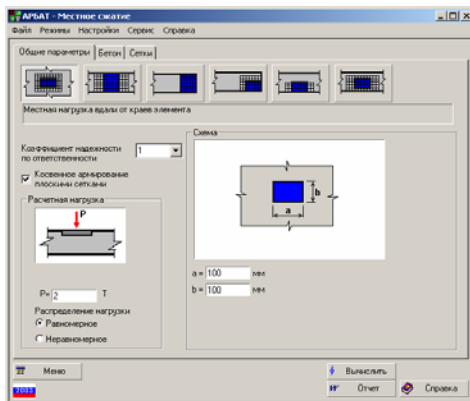 АРБАТ - Местное сжатие
Файл Режимы Настройки Сервис Справка
Общие параметры Бетон Сетки
Местная нагрузка вдали от краев элемента
Коэффициент надежности
по ответственности
1
Косвенное армирование
плоскими сетками
Расчетная нагрузка
P
P= 2 Т
Распределение нагрузки
Равномерное
Неравномерное
Схема
b
a
a = 100 мм
b = 100 мм
Меню
Вычислить
Отчет
Справка